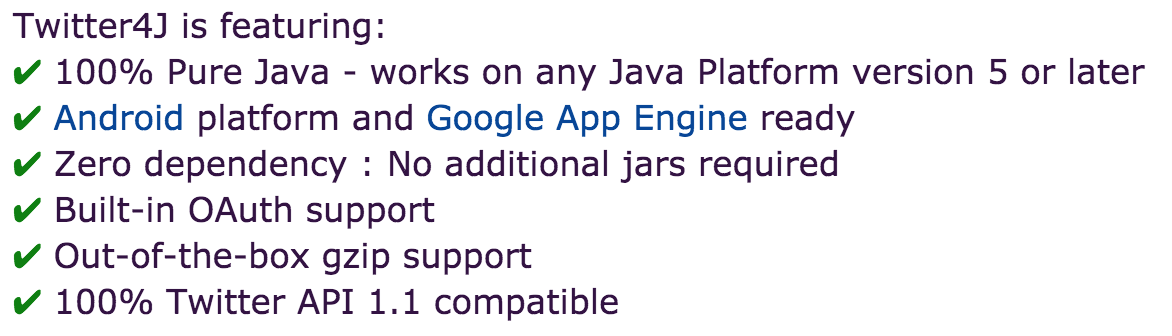 Twitter4J is featuring:
✔ 100% Pure Java - works on any Java Platform version 5 or later
✔ Android platform and Google App Engine ready
✔ Zero dependency : No additional jars required
✔ Built-in OAuth support
✔ Out-of-the-box gzip support
✔ 100% Twitter API 1.1 compatible